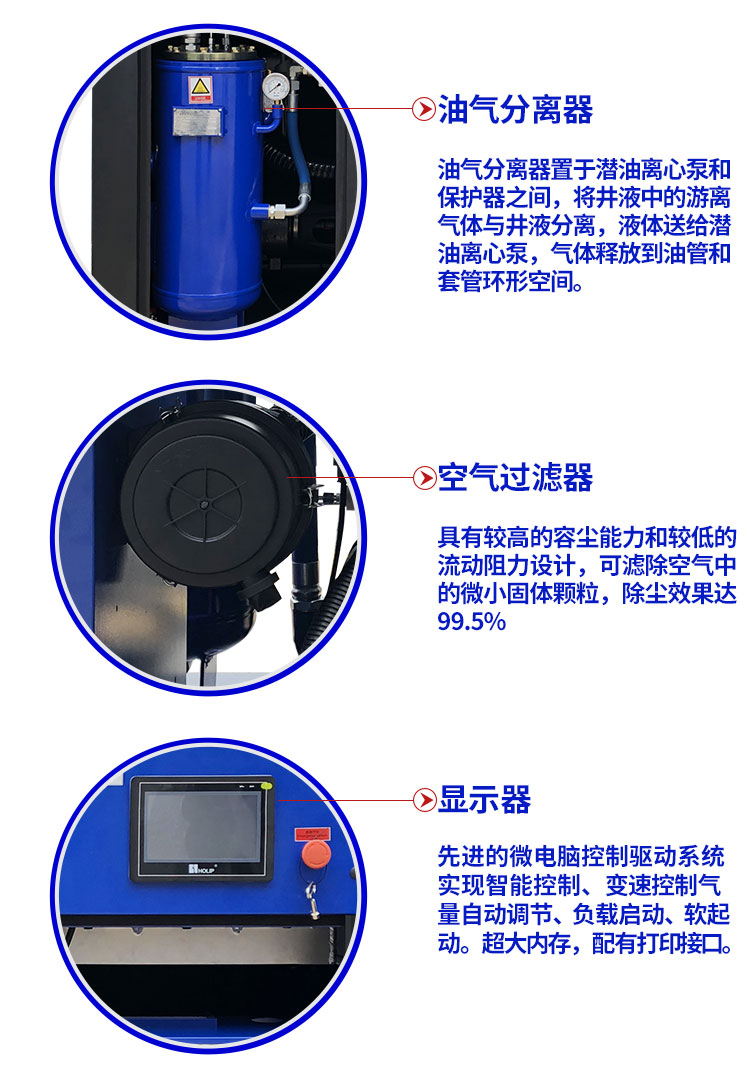 油气分离器
油气分离器置于潜油离心泵和
保护器之间，将井液中的游离
气体与井液分离，液体送给潜
油离心泵，气体释放到油管和
套管环形空间。
空气过滤器
具有较高的容尘能力和较低的
流动阻力设计，可滤除空气中
的微小固体颗粒，除尘效果达
99.5%
显示器
HOLIP
先进的微电脑控制驱动系统
实现智能控制、变速控制气
量自动调节、负载启动、软起
动。超大内存，配有打印接口。